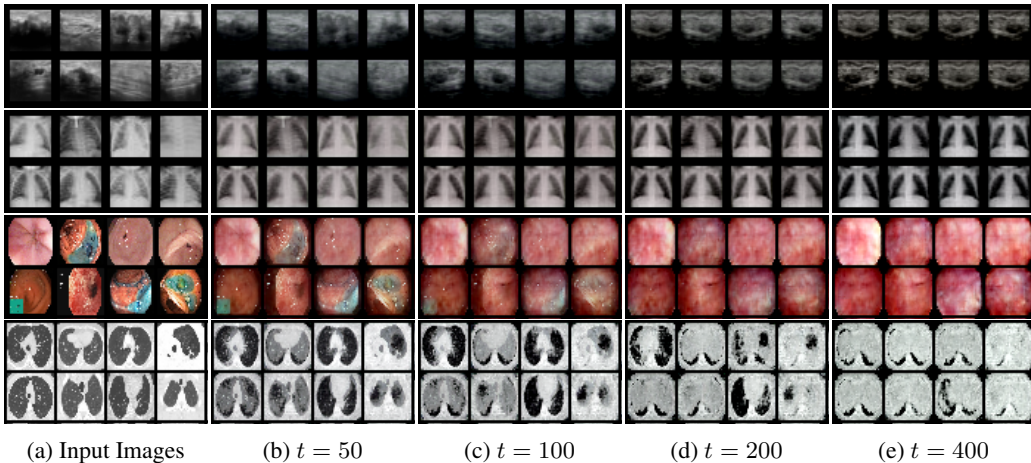 (a) Input Images (b) t = 50 (c) t = 100 (d) t = 200 (e) t = 400